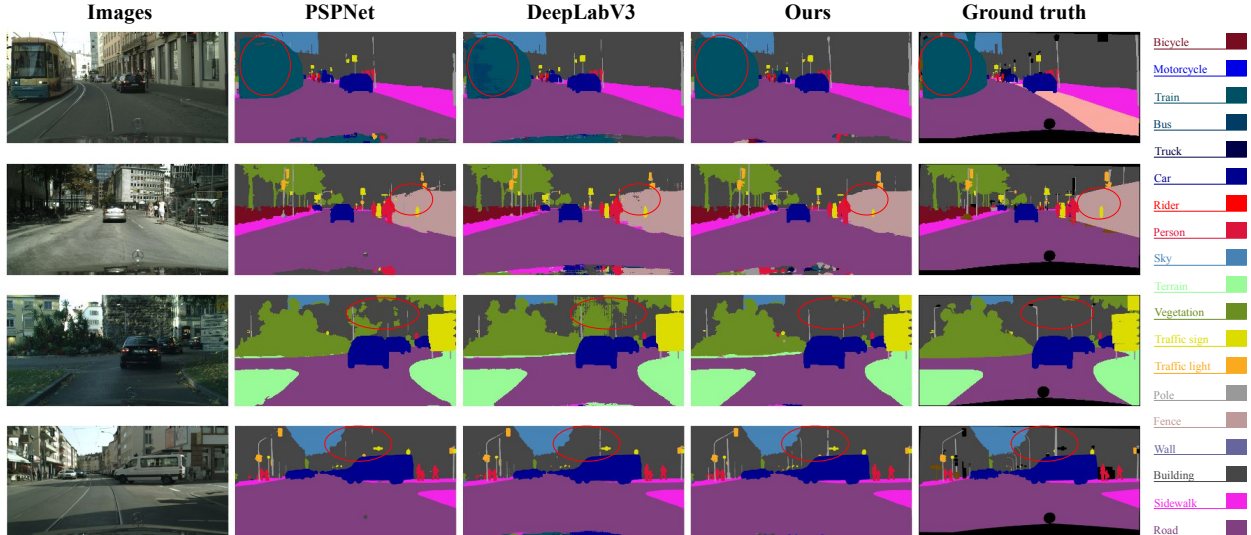 Images PSPNet DeepLabV3 Ours Ground truth
Bicycle
Motorcycle
Train
Bus
Truck
Car
Rider
Person
Sky
Terrain
Vegetation
Traffic sign
Traffic light
Pole
Fence
Wall
Building
Sidewalk
Road